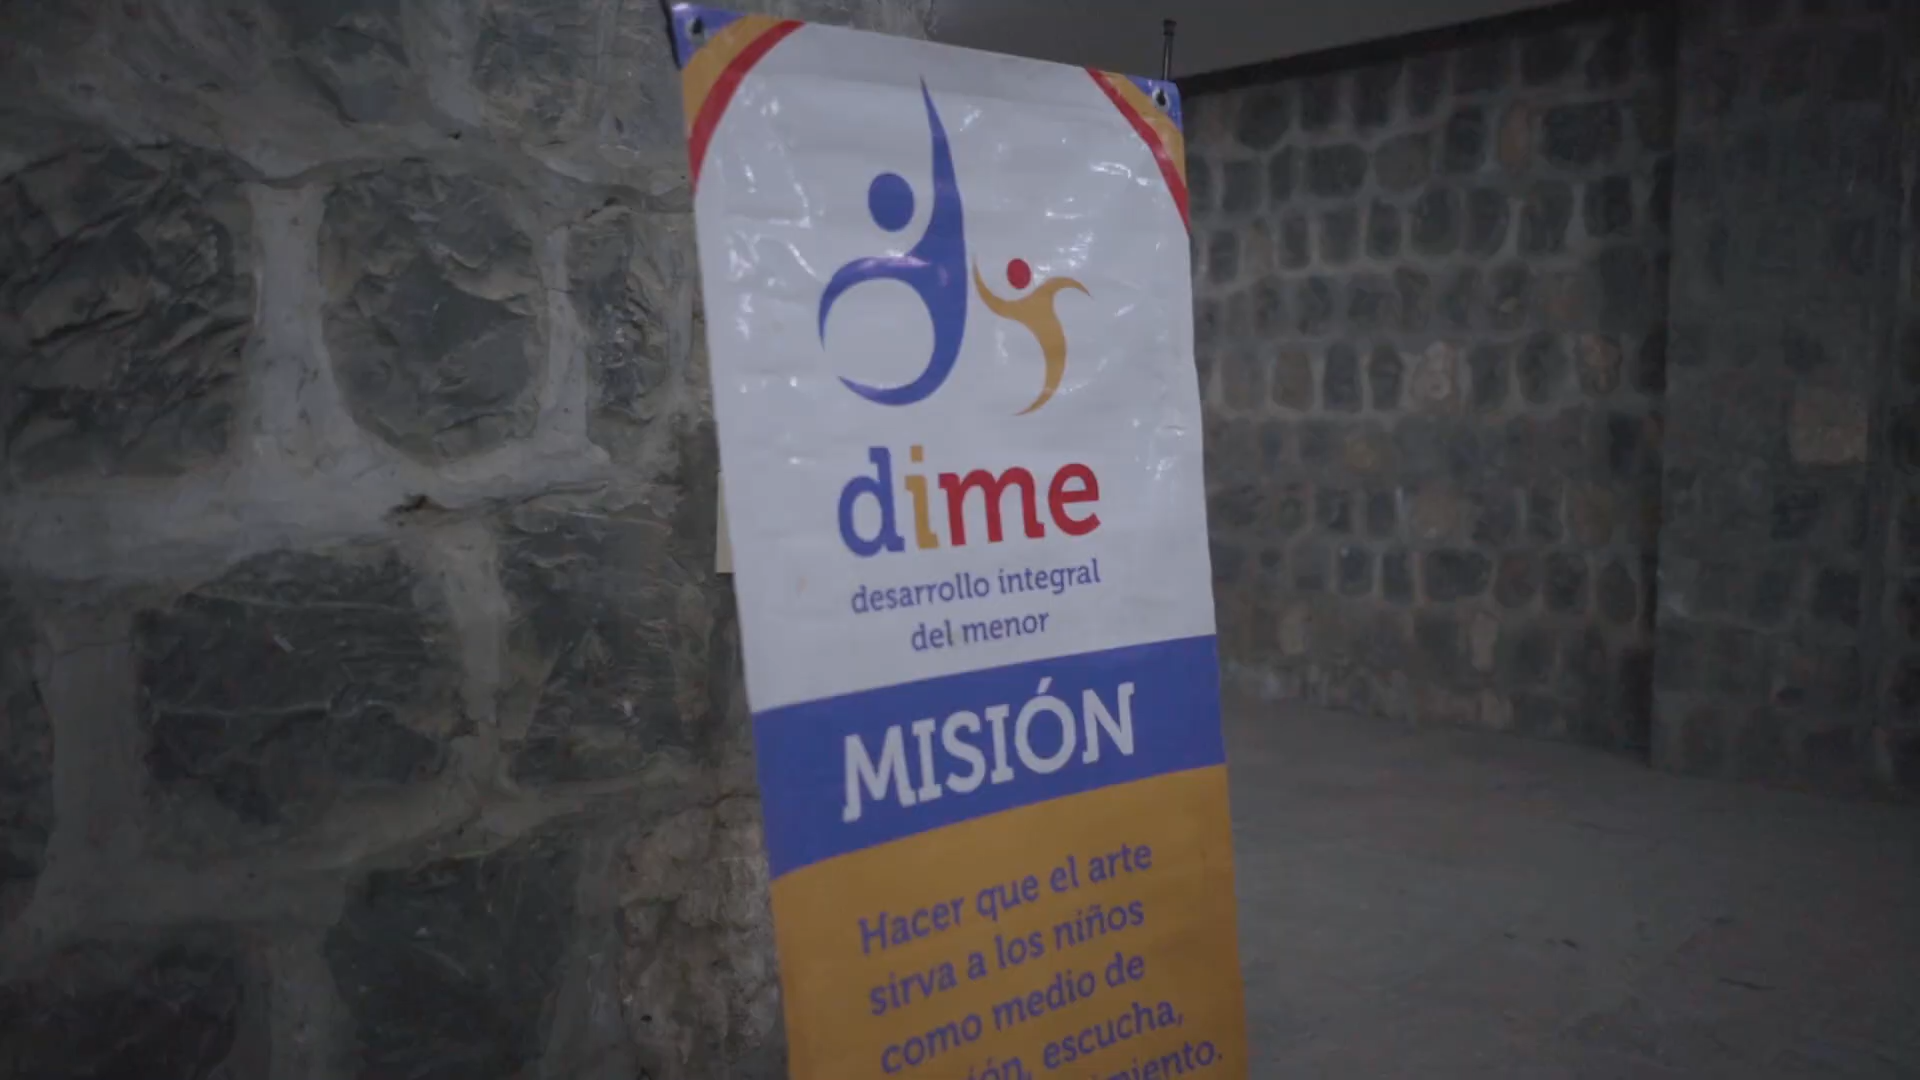 dime
desarrollo integral
del menor
MISIÓN
Hacer que el arte
sirva a los niños
como medio de
escucha,